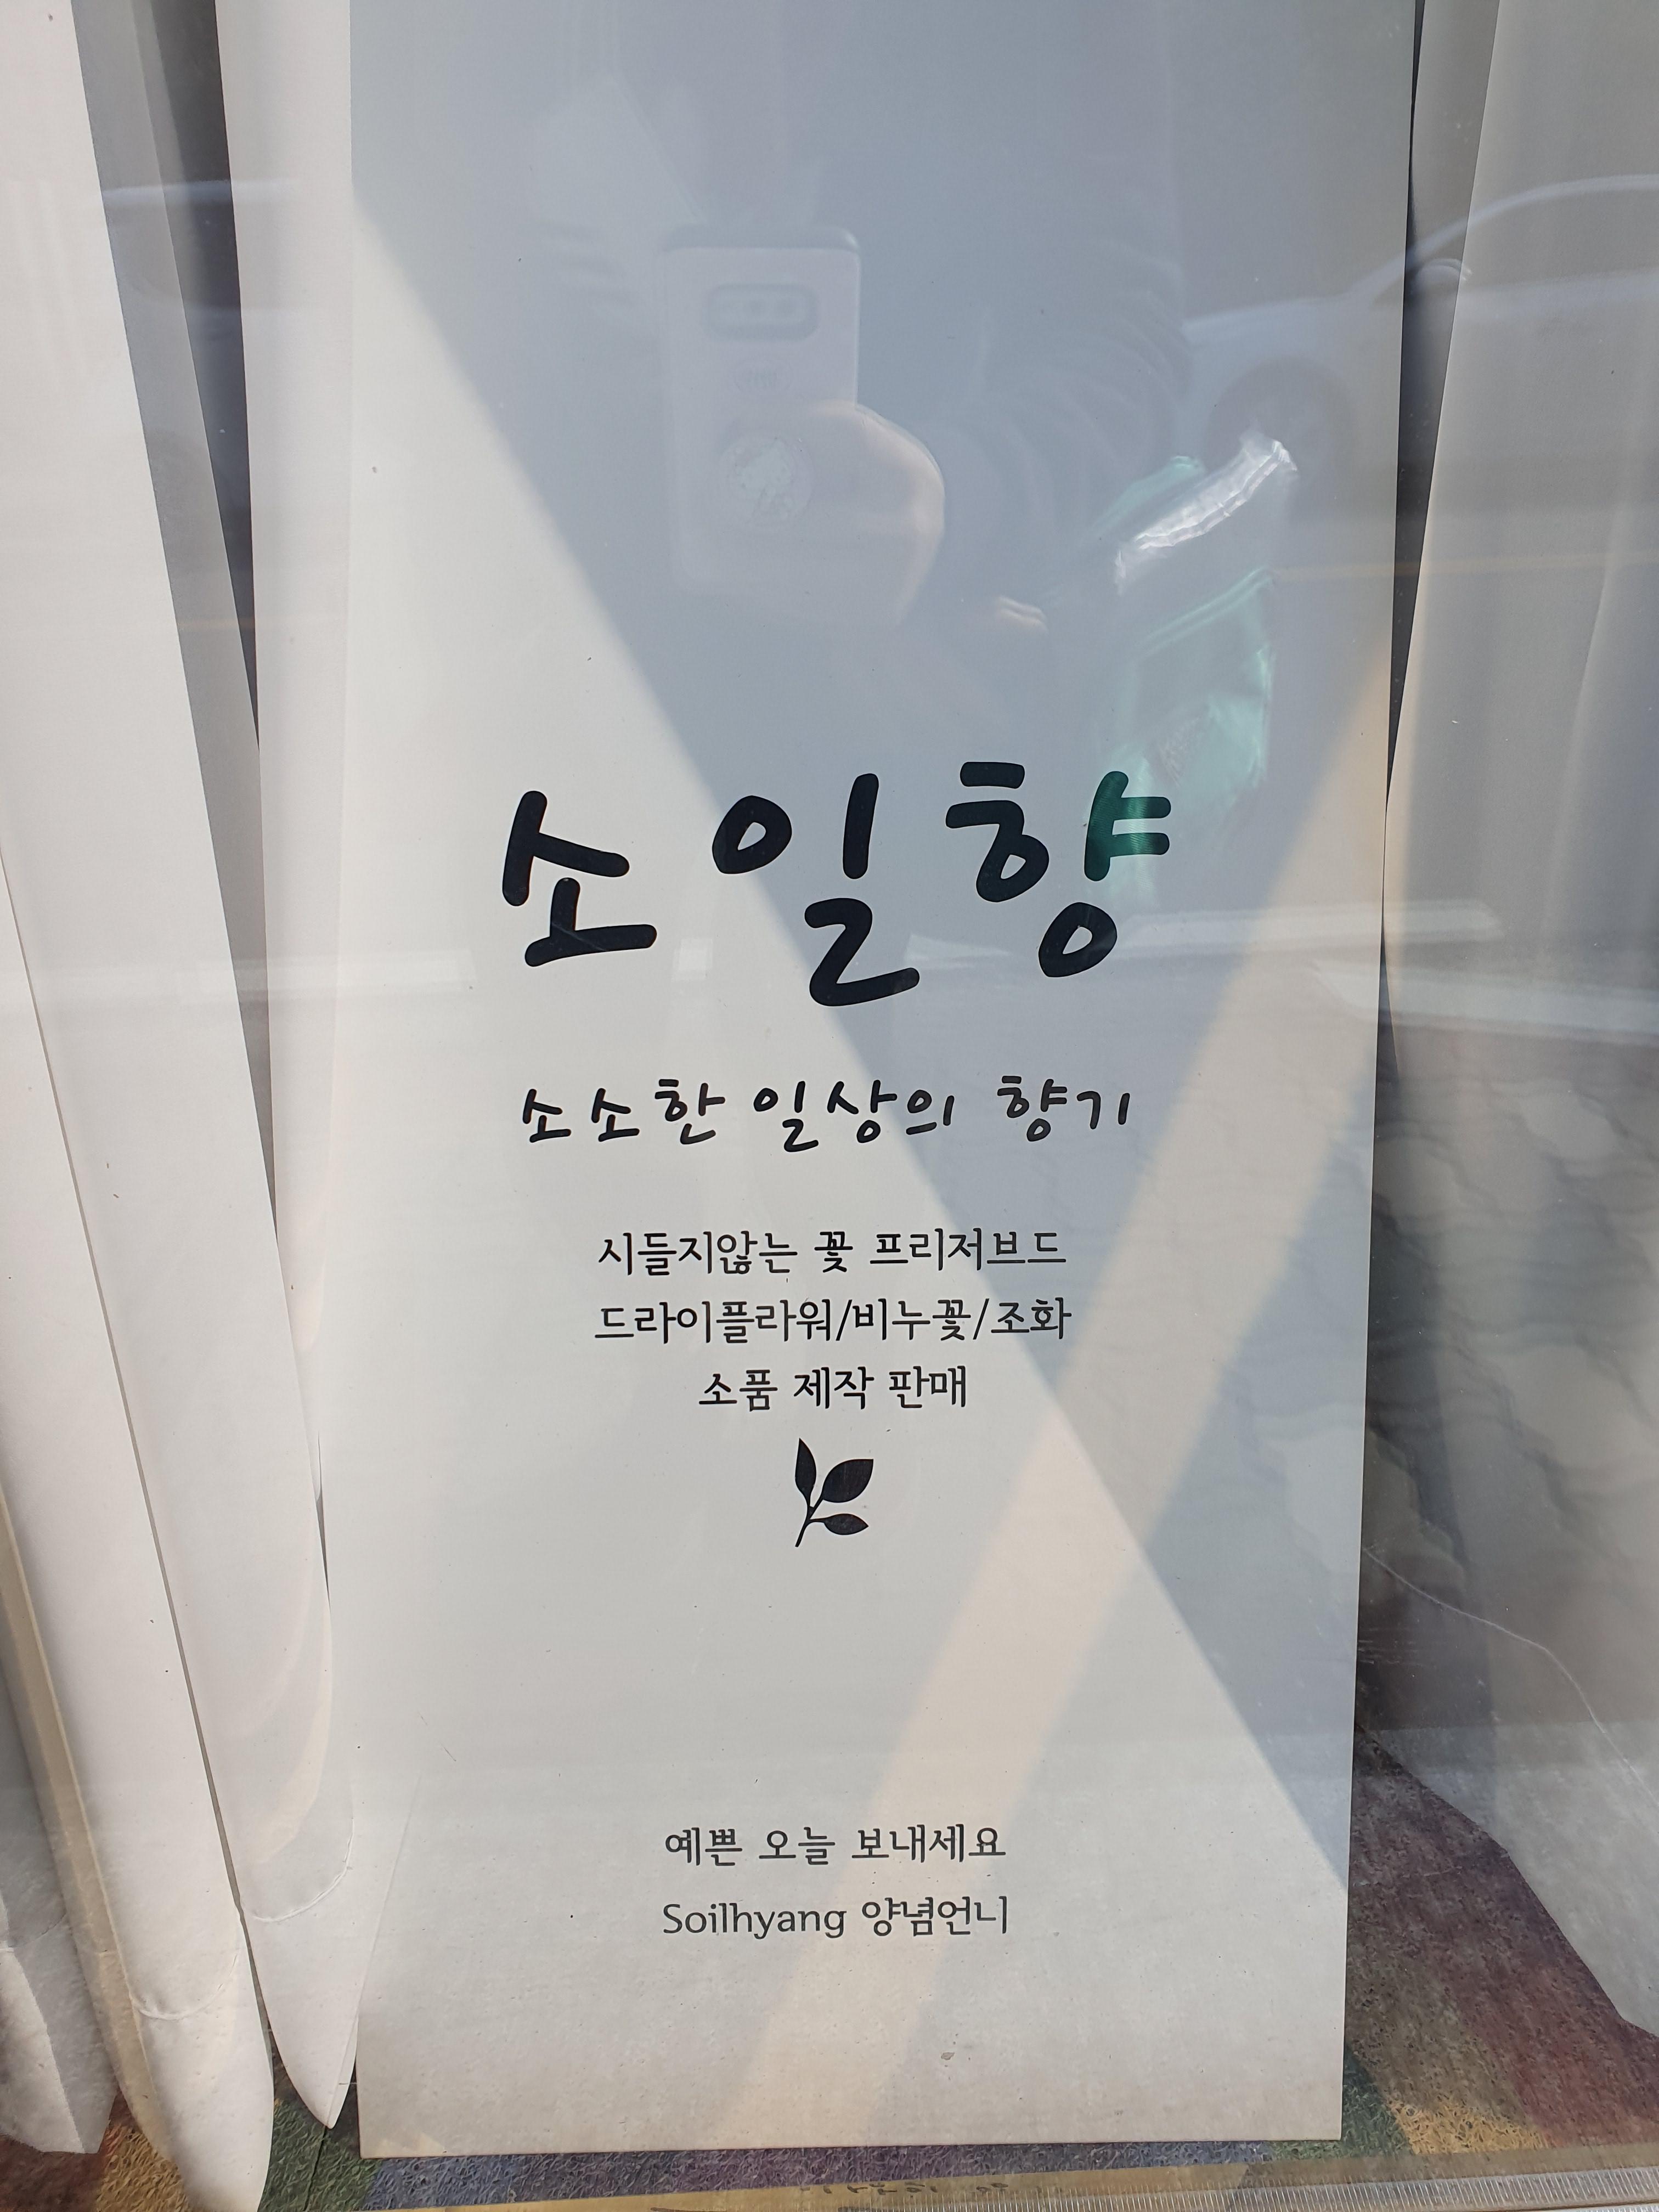 소일향
소소한 일상의 향기
시들지않는 꽃 프리저브드
드라이플라워/비누꽃/조화
소품 제작 판매
예쁜 오늘 보내세요
Soilhyang 양념언니